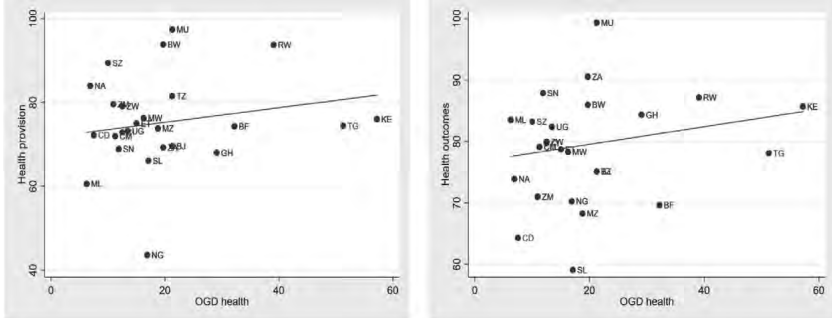 Health provision
100
80
60
40
MU
BW
RW
SZ
NA
TZ
ZW
MW
UG
MZ
CD
CM
BF
TG
KE
SN
BJ
GH
SL
ML
NG
0
20
40
60
OGD health
Health outcomes
100
90
80
70
60
MU
ZA
SN
BW
RW
KE
ML
SZ
GH
UG
ZW
CM
MW
TG
NA
ZM
NG
BF
MZ
CD
SL
0
20
40
60
OGD health